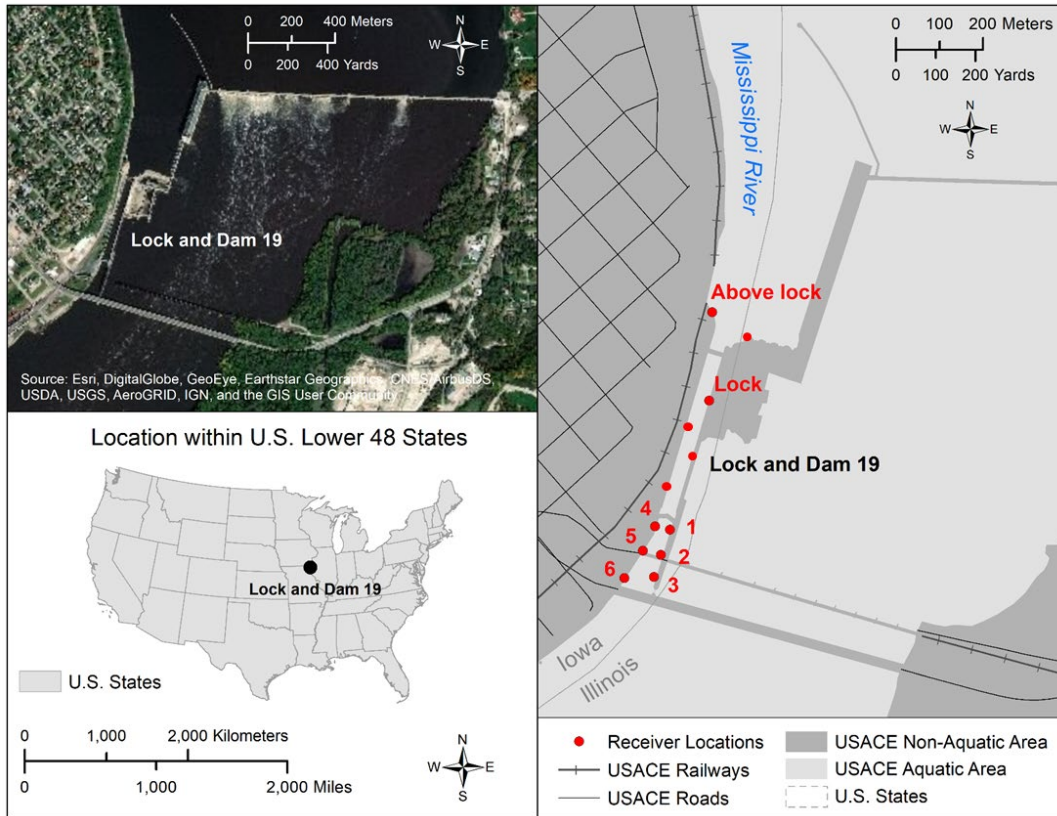 0 200 400 Meters
0 200 400 Yards
N
W E
S
Lock and Dam 19
Source: Esri, DigitalGlobe, GeoEye, Earthstar Geographics, CNES/AirbusDS,
USDA, USGS, AeroGRID, IGN, and the GIS User Community
Location within U.S. Lower 48 States
Lock and Dam 19
U.S. States
0 1,000 2,000 Kilometers
0 1,000 2,000 Miles
N
W E
S
0 100 200 Meters
0 100 200 Yards
N
W E
S
Mississippi River
Above lock
Lock
Lock and Dam 19
4
1
5
2
6
3
Iowa
Illinois
Receiver Locations
USACE Railways
USACE Roads
USACE Non-Aquatic Area
USACE Aquatic Area
U.S. States